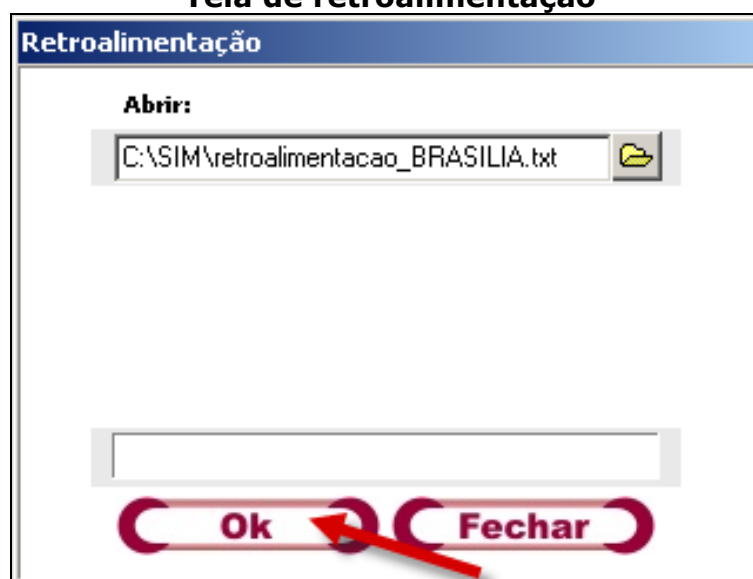 Tela de retroalimentação
Retroalimentação
Abrir:
C:\SIM\retroalimentacao_BRASILIA.txt
Ok Fechar